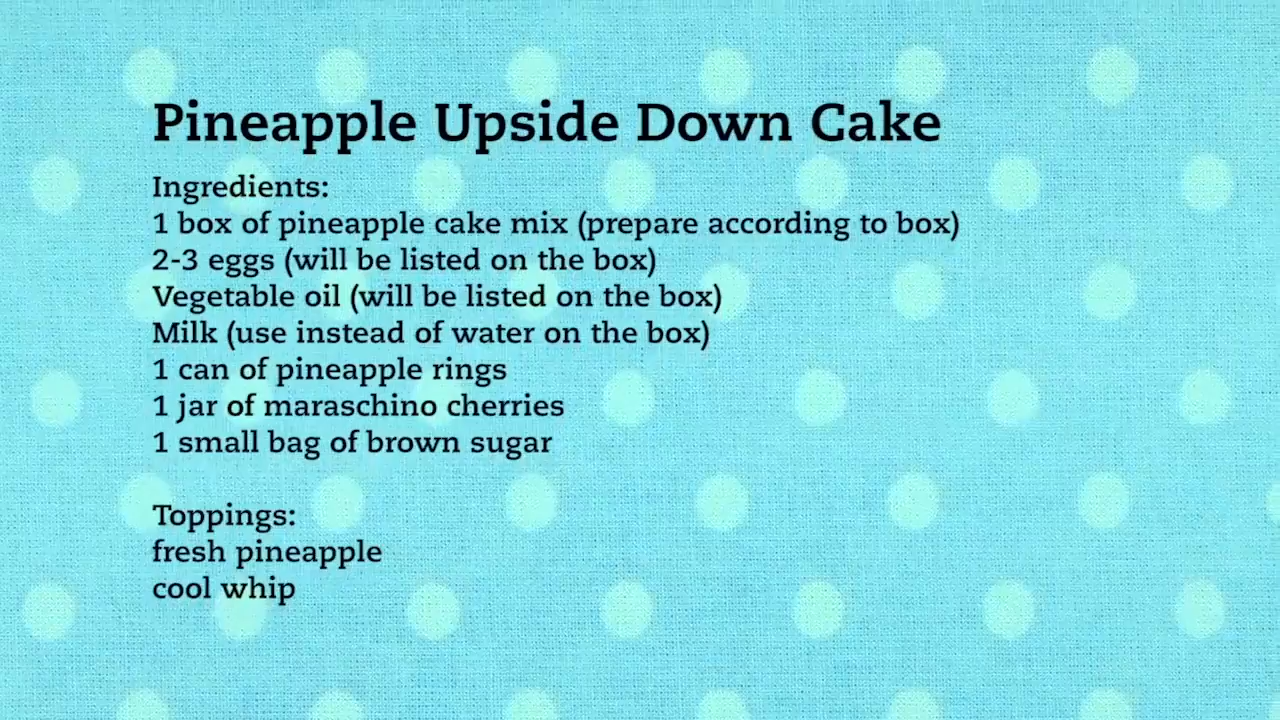 Pineapple Upside Down Cake
Ingredients:
1 box of pineapple cake mix (prepare according to box)
2-3 eggs (will be listed on the box)
Vegetable oil (will be listed on the box)
Milk (use instead of water on the box)
1 can of pineapple rings
1 jar of maraschino cherries
1 small bag of brown sugar
Toppings:
fresh pineapple
cool whip